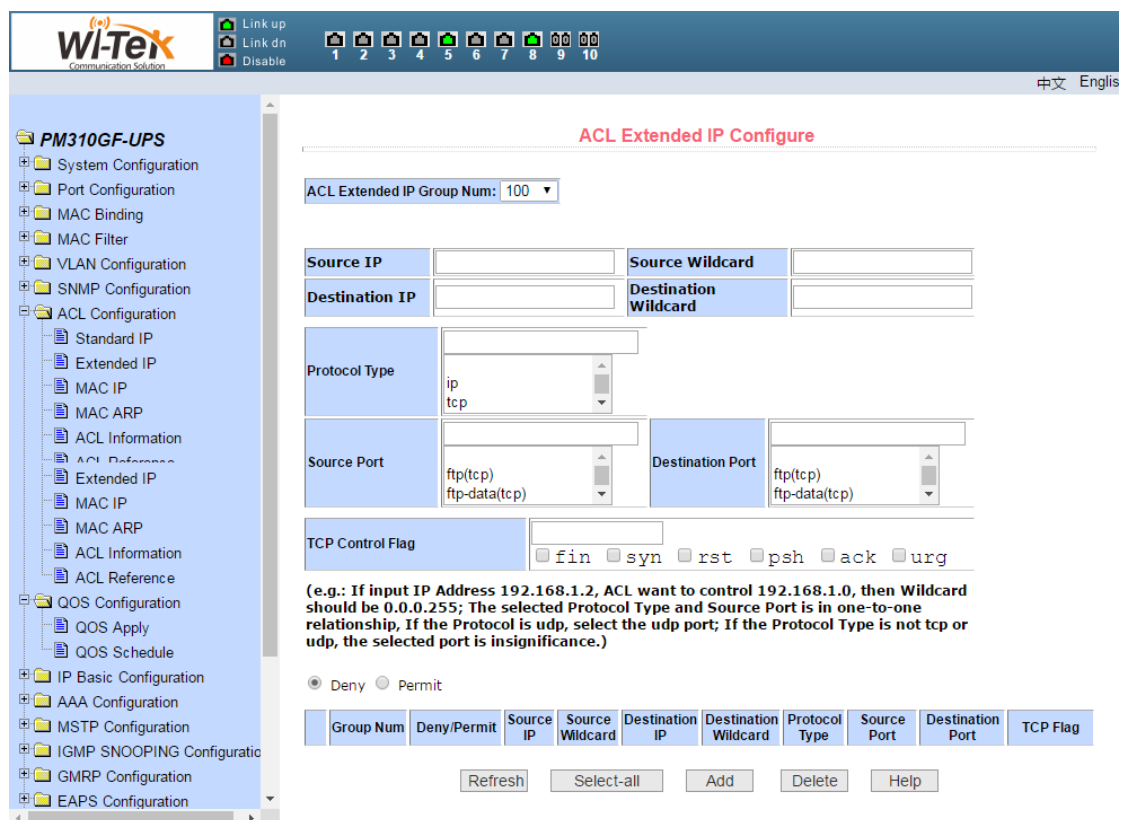 Wi-Tek
Communication Solution
Link up
Link dn
Disable
1 2 3 4 5 6 7 8 9 10
中文 Englis
PM310GF-UPS
System Configuration
Port Configuration
MAC Binding
MAC Filter
VLAN Configuration
SNMP Configuration
ACL Configuration
Standard IP
Extended IP
MAC IP
MAC ARP
ACL Information
ACL Reference
Extended IP
MAC IP
MAC ARP
ACL Information
ACL Reference
QOS Configuration
QOS Apply
QOS Schedule
IP Basic Configuration
AAA Configuration
MSTP Configuration
IGMP SNOOPING Configuratio
GMRP Configuration
EAPS Configuration
ACL Extended IP Configure
ACL Extended IP Group Num: 100
Source IP Source Wildcard
Destination IP Destination
Wildcard
Protocol Type
ip
tcp
Source Port Destination Port
ftp(tcp) ftp(tcp)
ftp-data(tcp) ftp-data(tcp)
TCP Control Flag
fin syn rst psh ack urg
(e.g.: If input IP Address 192.168.1.2, ACL want to control 192.168.1.0, then Wildcard
should be 0.0.0.255; The selected Protocol Type and Source Port is in one-to-one
relationship, If the Protocol is udp, select the udp port; If the Protocol Type is not tcp or
udp, the selected port is insignificance.)
Deny Permit
Group Num Deny/Permit Source IP Source Wildcard Destination IP Destination Wildcard Protocol Type Source Port Destination Port TCP Flag
Refresh Select-all Add Delete Help